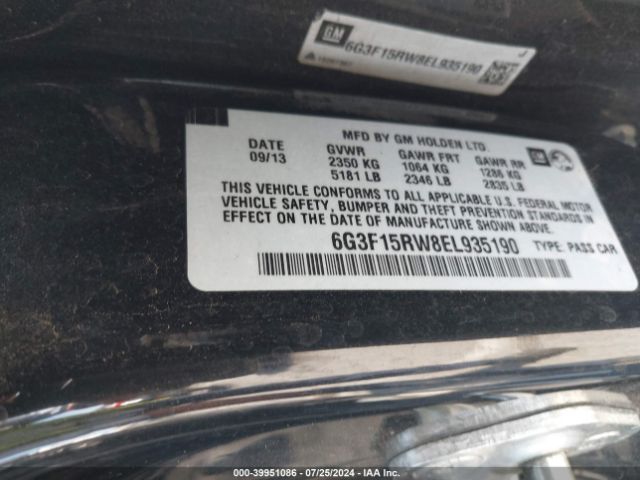 GM
6G3F15RW8EL935190
J
MFD BY GM HOLDEN LTD.
DATE GVWR GAWR FRT GAWR RR
09/13 2350 KG 1064 KG 1286 KG
5181 LB 2346 LB 2835 LB
GM
THIS VEHICLE CONFORMS TO ALL APPLICABLE U.S. FEDERAL MOTOR
VEHICLE SAFETY, BUMPER AND THEFT PREVENTION STANDARDS IN
EFFECT ON THE DATE OF MANUFACTURE SHOWN ABOVE.
6G3F15RW8EL935190 TYPE: PASS CAR
000-39951086 - 07/25/2024 - IAA Inc.